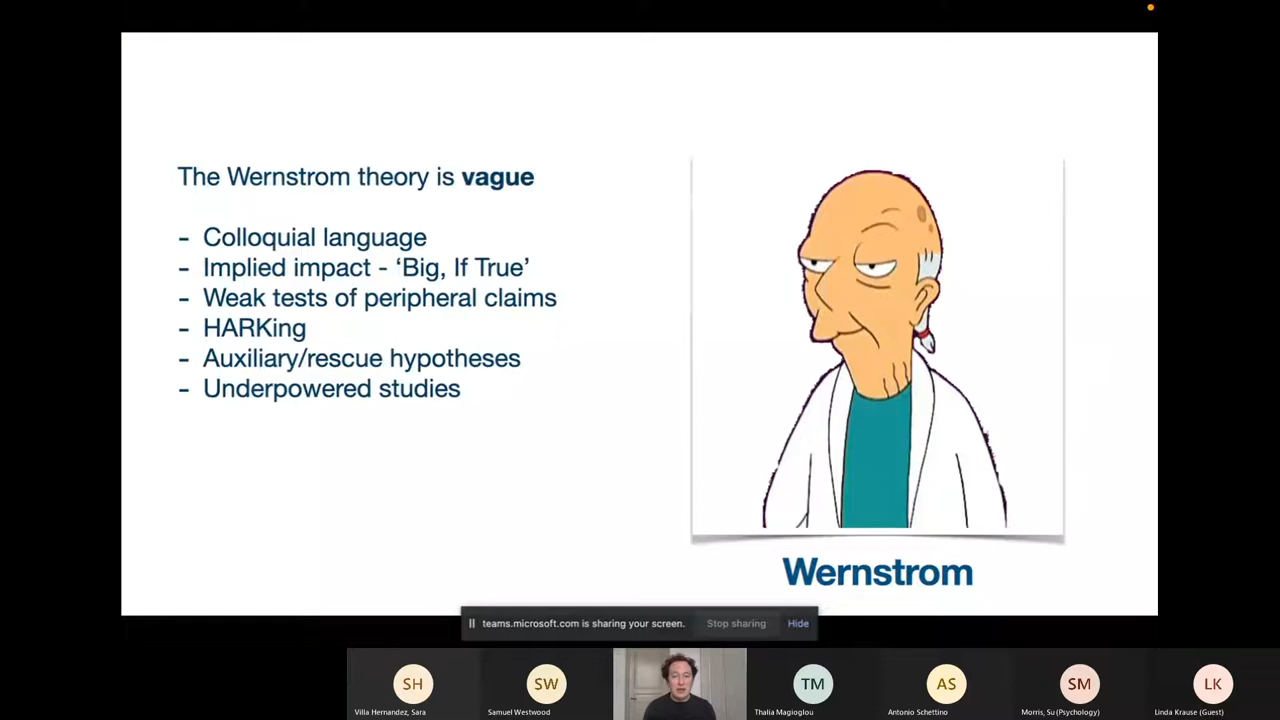 The Wernstrom theory is vague
- Colloquial language
- Implied impact - ‘Big, If True’
- Weak tests of peripheral claims
- HARKing
- Auxiliary/rescue hypotheses
- Underpowered studies
Wernstrom
teams.microsoft.com is sharing your screen. Stop sharing Hide
SH SW TM AS SM LK
Villa Hernandez, Sara Samuel Westwood Thalia Magioglou Antonio Schettino Morris, Su (Psychology) Linda Krause (Guest)